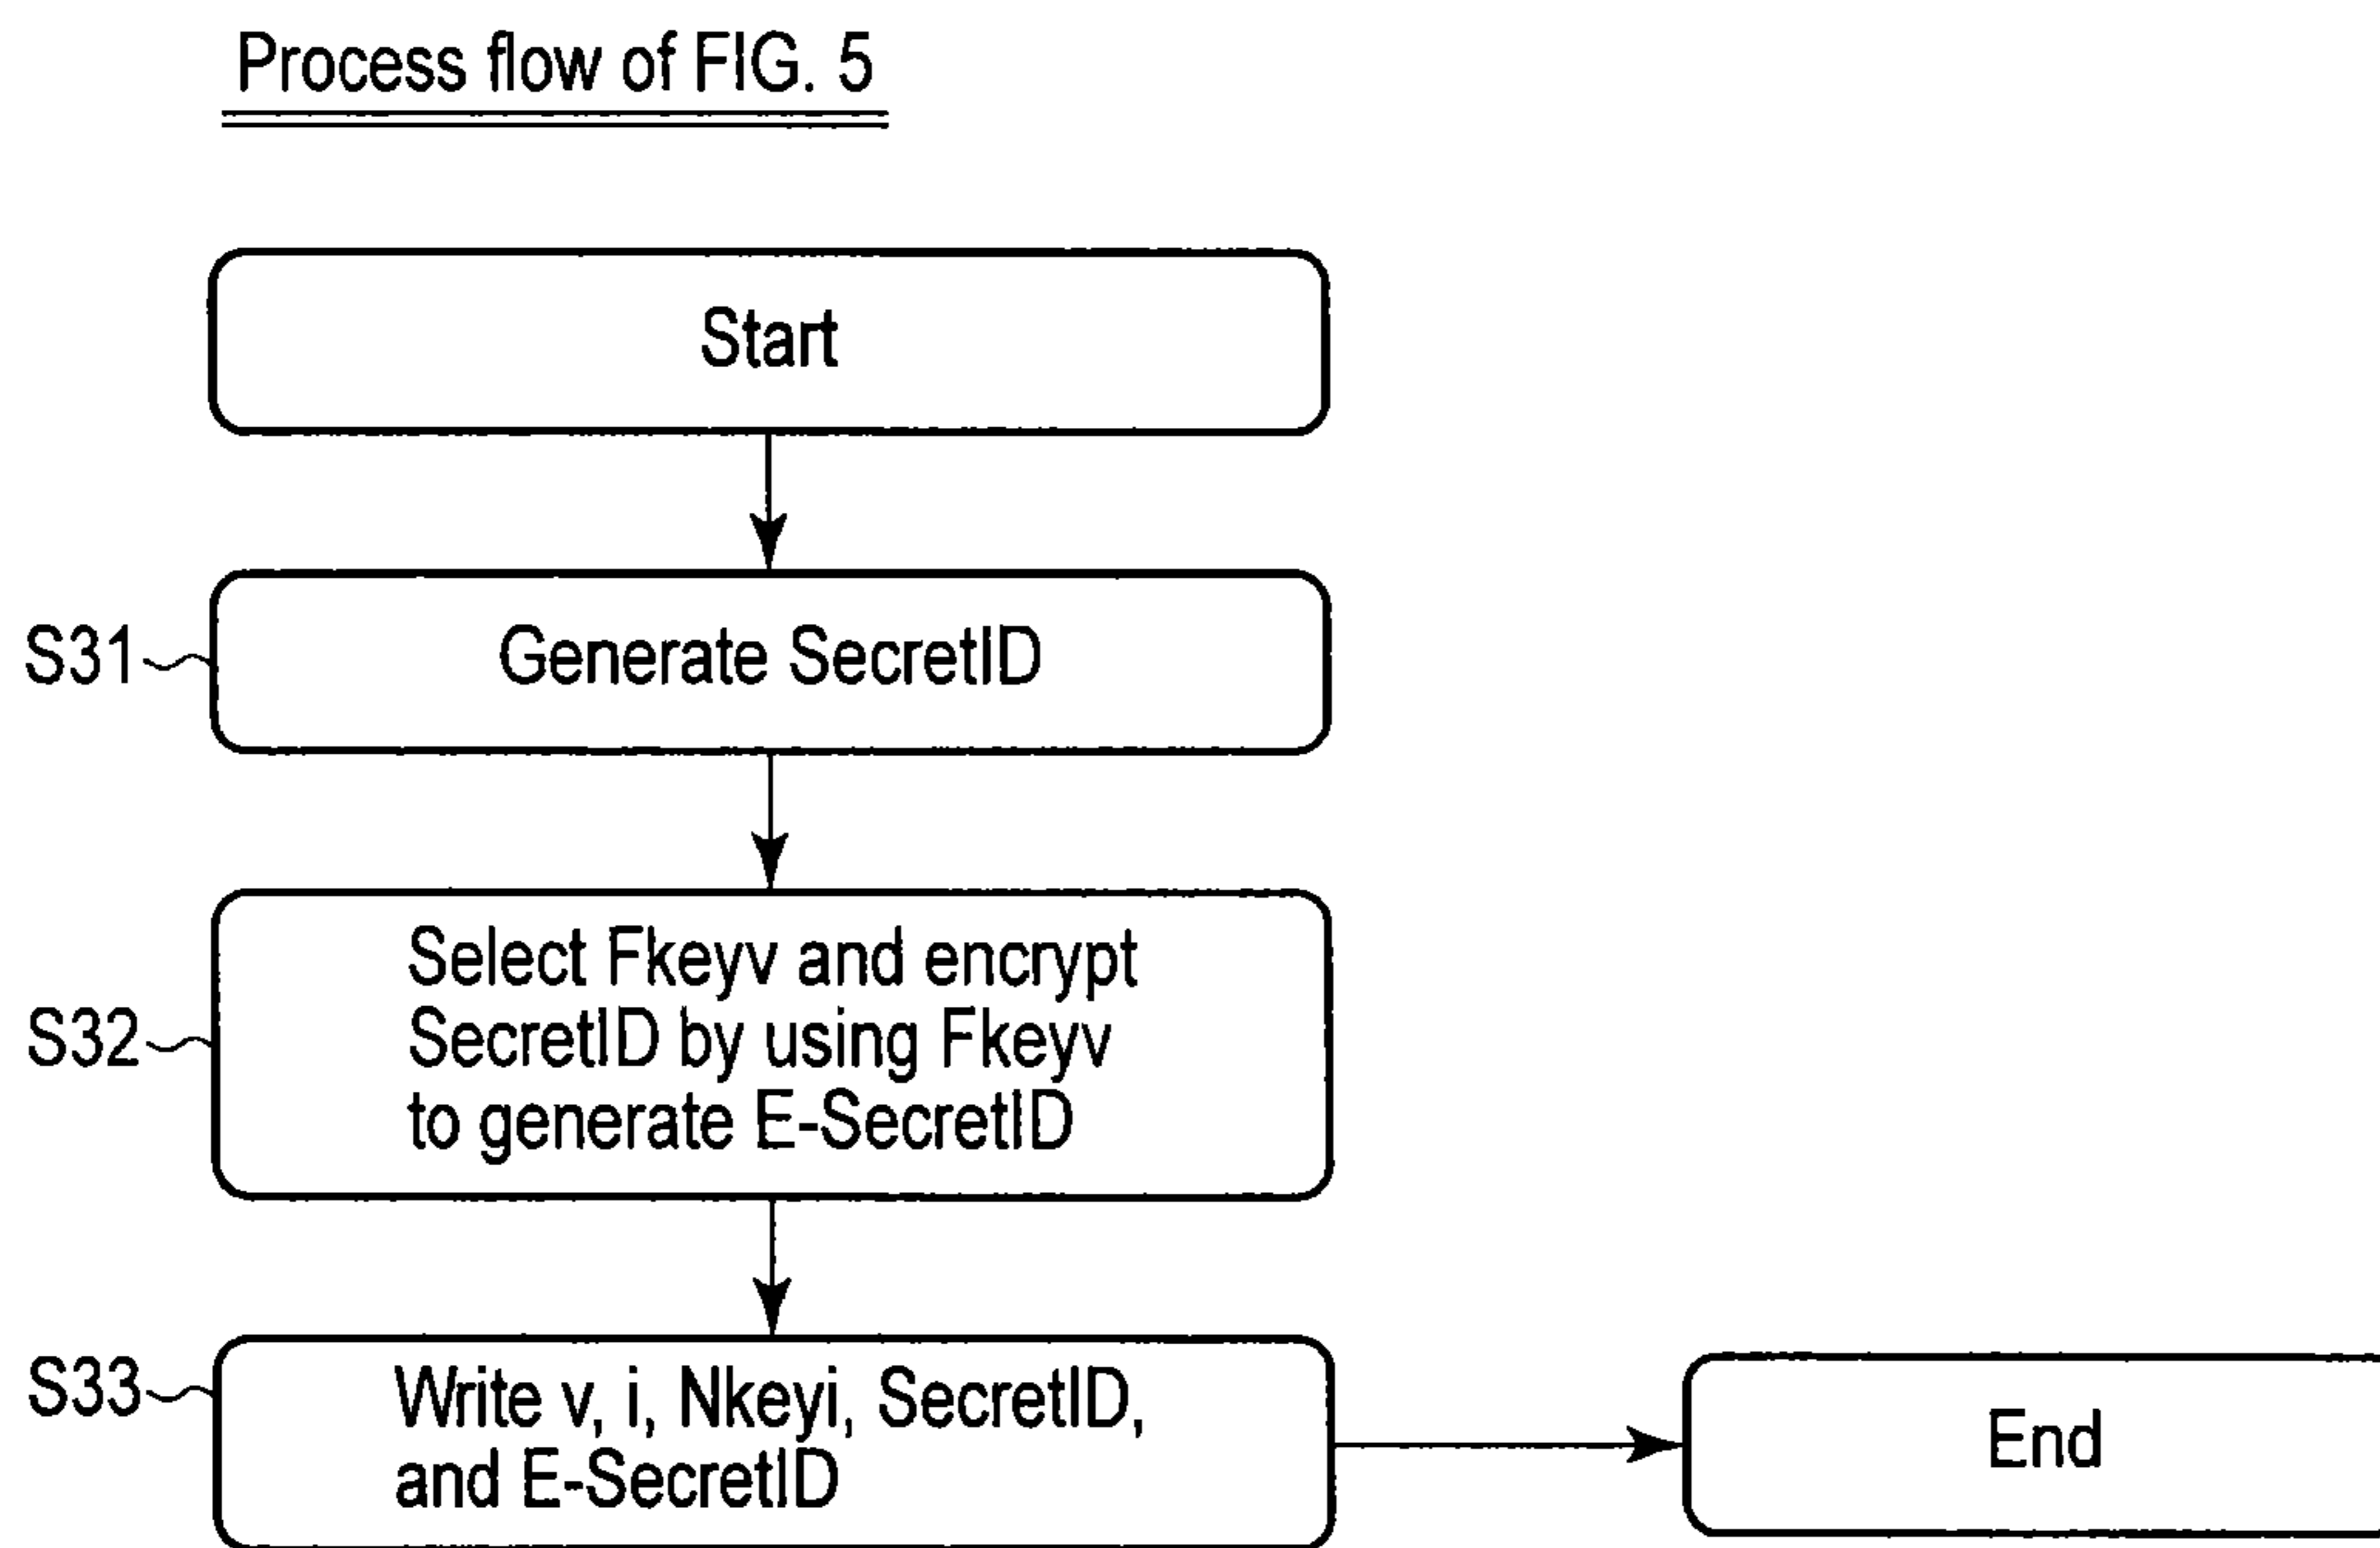 Process flow of FIG. 5
Start
S31
Generate SecretID
S32
Select Fkeyv and encrypt
SecretID by using Fkeyv
to generate E-SecretID
S33
Write v, i, Nkeyi, SecretID,
and E-SecretID
End